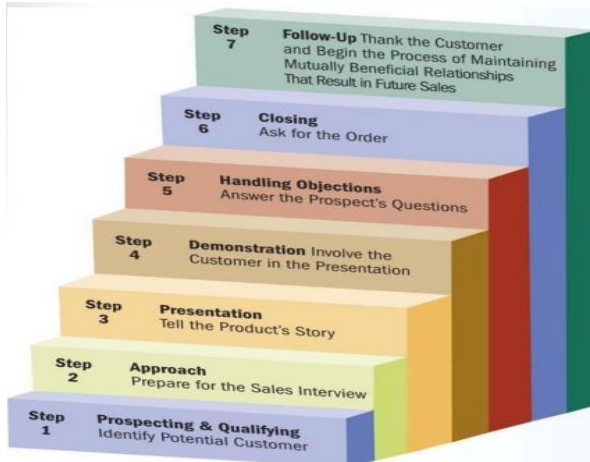 Step
7
Follow-Up Thank the Customer
and Begin the Process of Maintaining
Mutually Beneficial Relationships
That Result in Future Sales
Step
6
Closing
Ask for the Order
Step
5
Handling Objections
Answer the Prospect's Questions
Step
4
Demonstration Involve the
Customer in the Presentation
Step
3
Presentation
Tell the Product's Story
Step
2
Approach
Prepare for the Sales Interview
Step
1
Prospecting & Qualifying
Identify Potential Customer